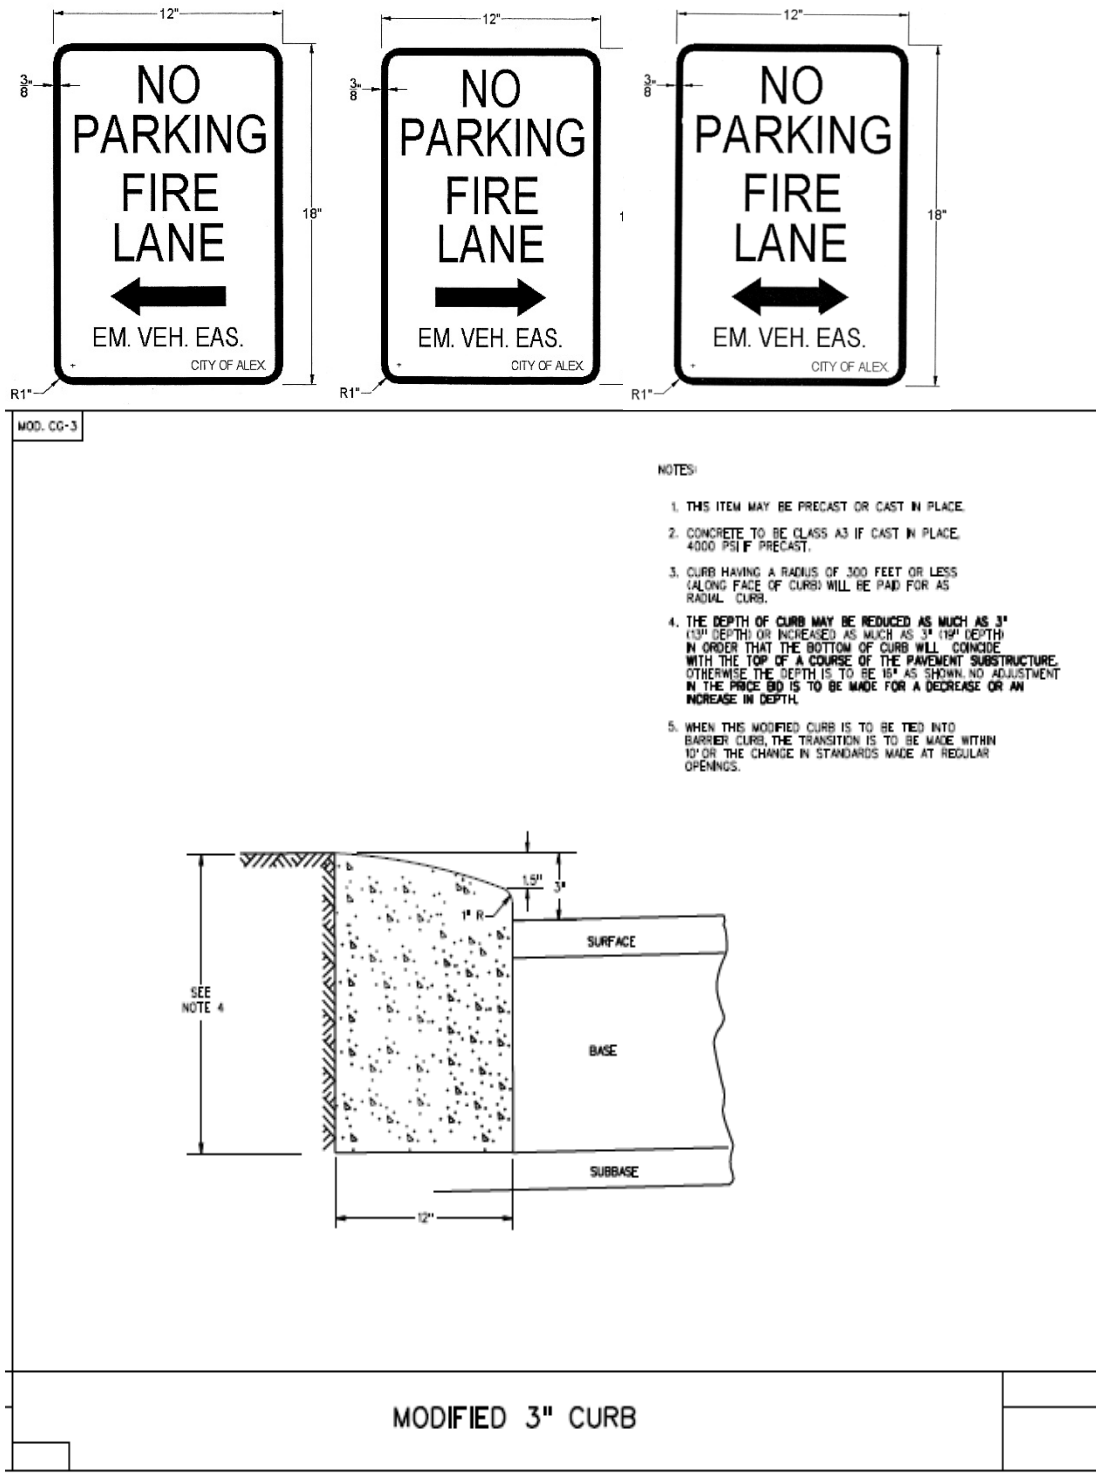 12"
12"
12"
3/8"
NO
PARKING
FIRE
LANE
EM. VEH. EAS.
CITY OF ALEX.
18"
R1"
3/8"
NO
PARKING
FIRE
LANE
EM. VEH. EAS.
CITY OF ALEX.
1
R1"
3/8"
NO
PARKING
FIRE
LANE
EM. VEH. EAS.
CITY OF ALEX.
18"
R1"
MOD. CG-3
NOTES:
1. THIS ITEM MAY BE PRECAST OR CAST IN PLACE.
2. CONCRETE TO BE CLASS A3 IF CAST IN PLACE,
4000 PSI IF PRECAST.
3. CURB HAVING A RADIUS OF 300 FEET OR LESS
(ALONG FACE OF CURB) WILL BE PAID FOR AS
RADIAL CURB.
4. THE DEPTH OF CURB MAY BE REDUCED AS MUCH AS 3"
(13" DEPTH) OR INCREASED AS MUCH AS 3" (19" DEPTH)
IN ORDER THAT THE BOTTOM OF CURB WILL COINCIDE
WITH THE TOP OF A COURSE OF THE PAVEMENT SUBSTRUCTURE.
OTHERWISE THE DEPTH IS TO BE 16" AS SHOWN. NO ADJUSTMENT
IN THE PRICE BID IS TO BE MADE FOR A DECREASE OR AN
INCREASE IN DEPTH.
5. WHEN THIS MODIFIED CURB IS TO BE TIED INTO
BARRIER CURB, THE TRANSITION IS TO BE MADE WITHIN
10' OR THE CHANGE IN STANDARDS MADE AT REGULAR
OPENINGS.
1.5"
3"
1" R
SURFACE
SEE
NOTE 4
BASE
SUBBASE
12"
MODIFIED 3" CURB